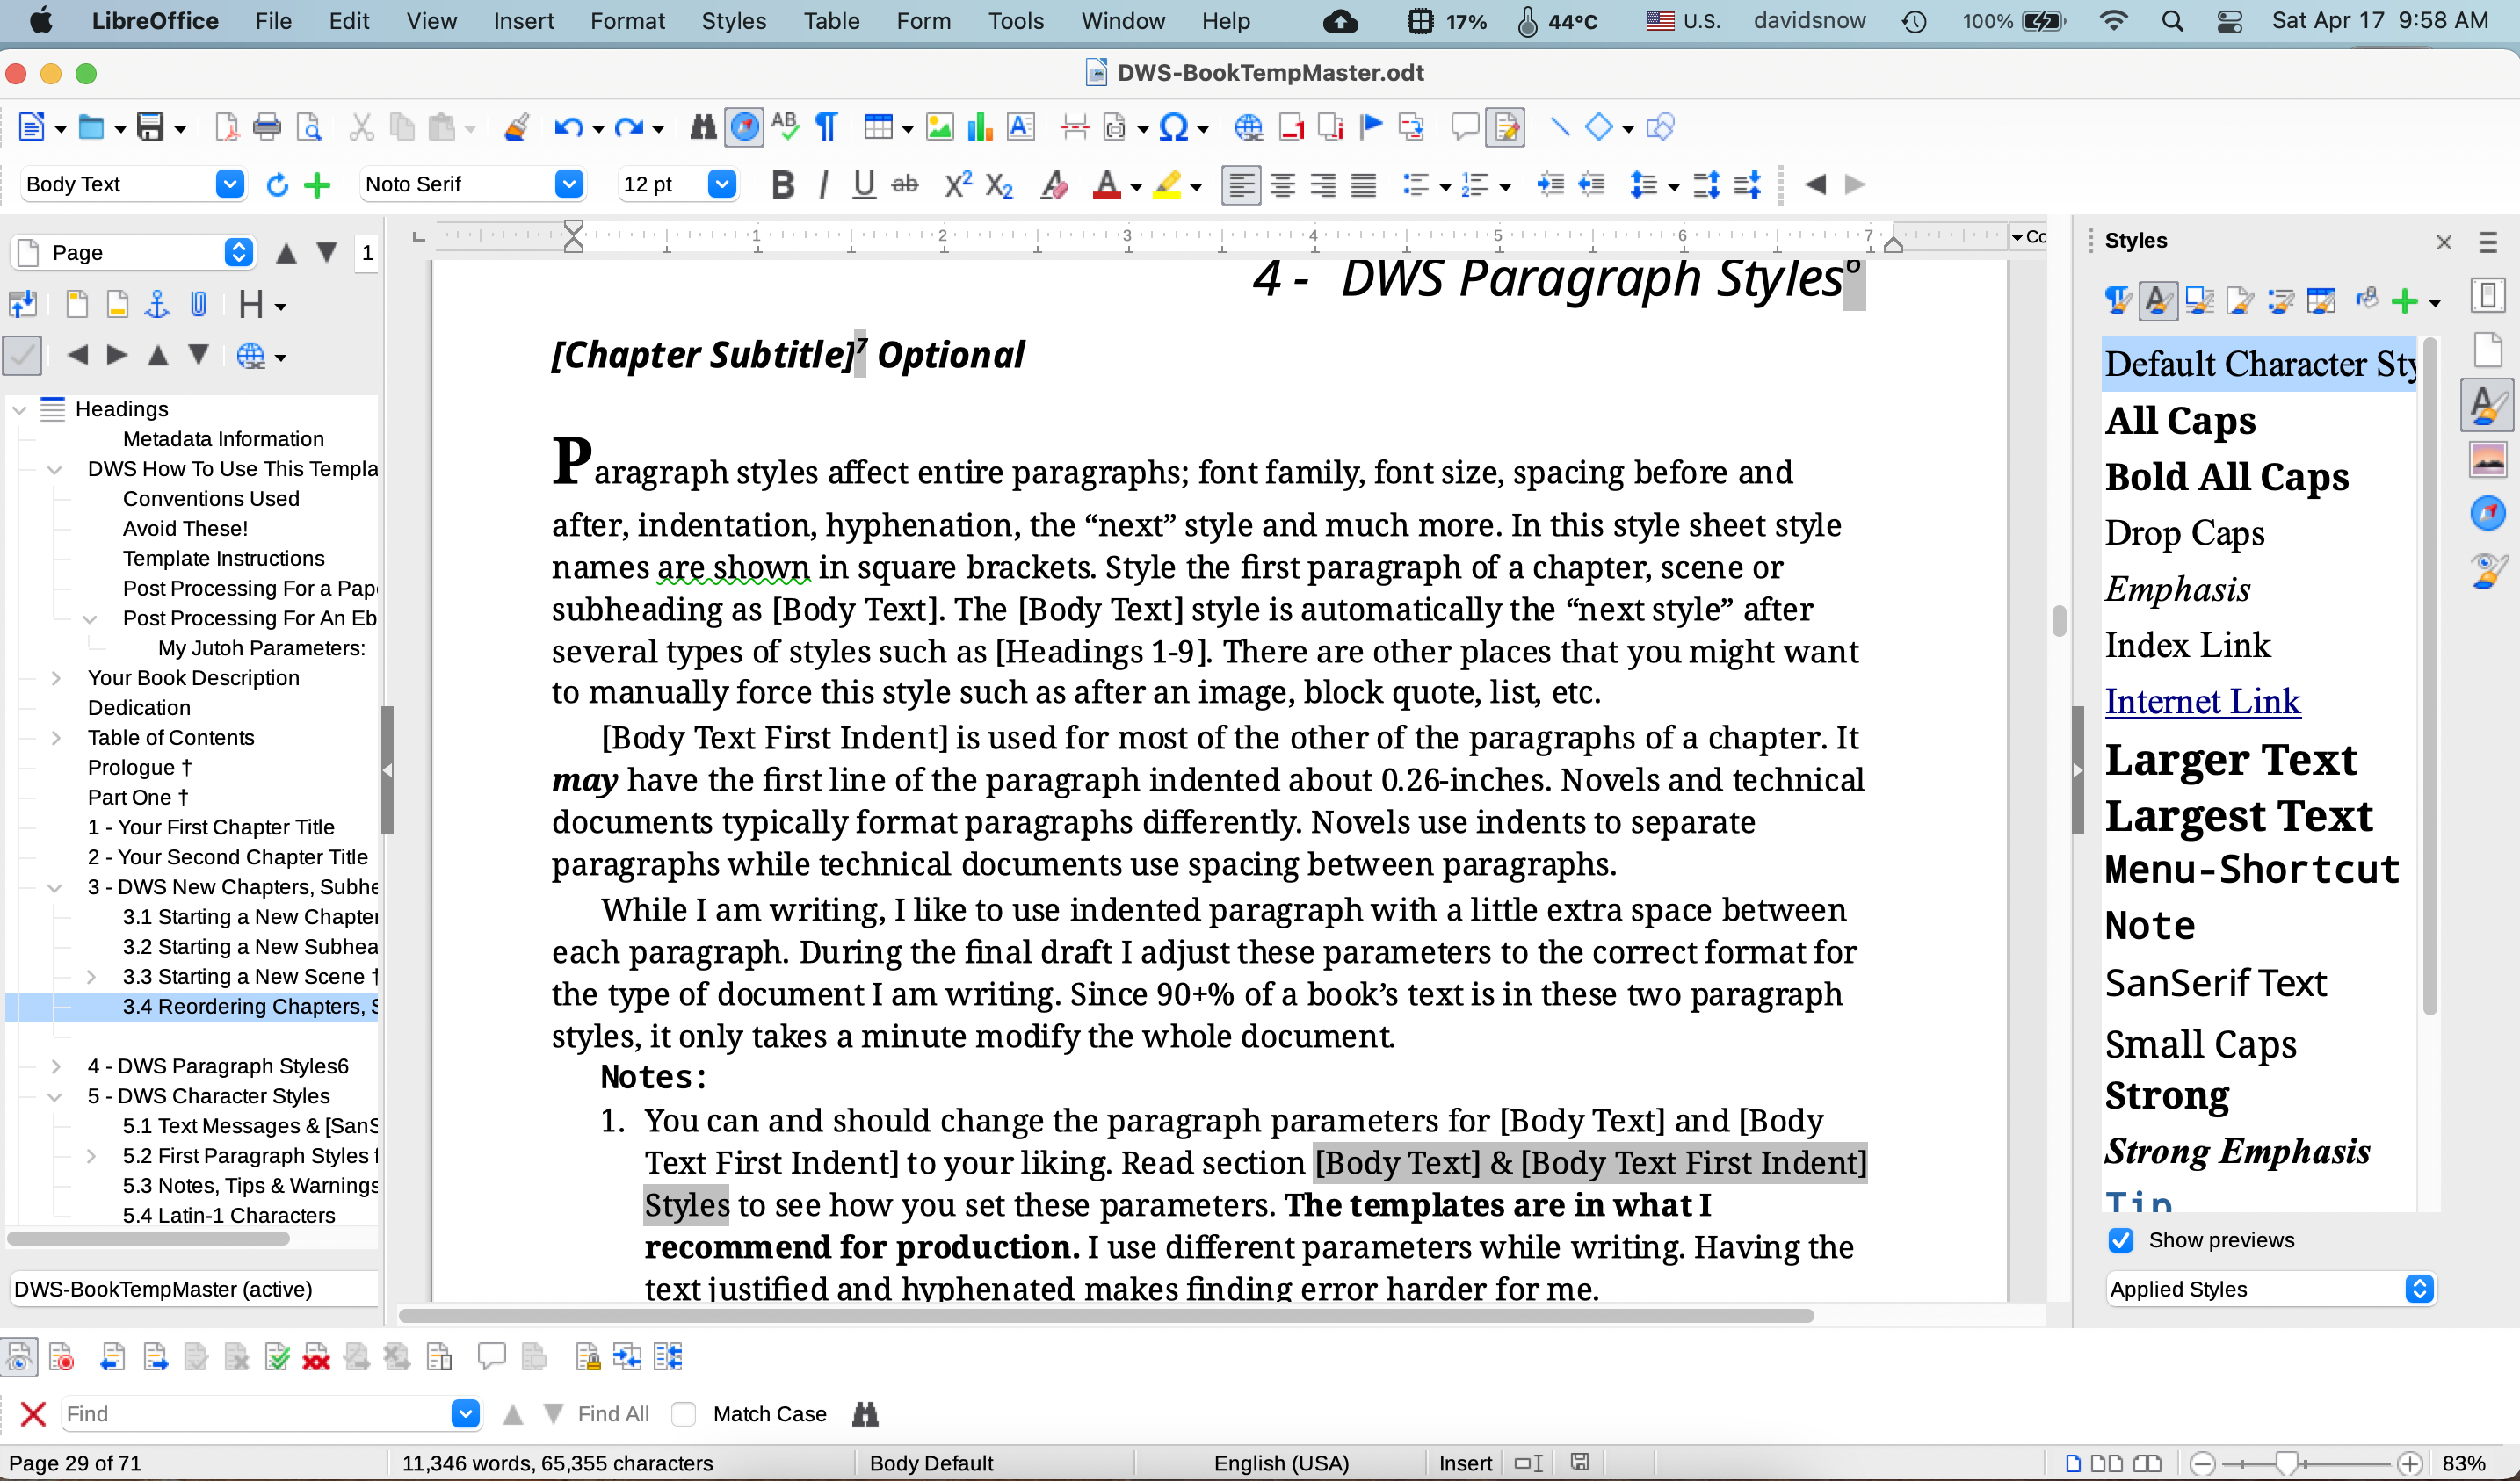 LibreOffice File Edit View Insert Format Styles Table Form Tools Window Help 17% 44°C U.S. davidsnow 100% Sat Apr 17 9:58 AM
DWS-BookTempMaster.odt
Body Text Noto Serif 12 pt
Page 1
Headings
Metadata Information
DWS How To Use This Templa
Conventions Used
Avoid These!
Template Instructions
Post Processing For a Pap
Post Processing For An Eb
My Jutoh Parameters:
Your Book Description
Dedication
Table of Contents
Prologue †
Part One †
1 - Your First Chapter Title
2 - Your Second Chapter Title
3 - DWS New Chapters, Subhe
3.1 Starting a New Chapter
3.2 Starting a New Subhea
3.3 Starting a New Scene †
3.4 Reordering Chapters, S
4 - DWS Paragraph Styles6
5 - DWS Character Styles
5.1 Text Messages & [SanS
5.2 First Paragraph Styles f
5.3 Notes, Tips & Warnings
5.4 Latin-1 Characters
DWS-BookTempMaster (active)
1 2 3 4 5 6 7
4 - DWS Paragraph Styles6
[Chapter Subtitle]7 Optional
Paragraph styles affect entire paragraphs; font family, font size, spacing before and
after, indentation, hyphenation, the “next” style and much more. In this style sheet style
names are shown in square brackets. Style the first paragraph of a chapter, scene or
subheading as [Body Text]. The [Body Text] style is automatically the “next style” after
several types of styles such as [Headings 1-9]. There are other places that you might want
to manually force this style such as after an image, block quote, list, etc.
[Body Text First Indent] is used for most of the other of the paragraphs of a chapter. It
may have the first line of the paragraph indented about 0.26-inches. Novels and technical
documents typically format paragraphs differently. Novels use indents to separate
paragraphs while technical documents use spacing between paragraphs.
While I am writing, I like to use indented paragraph with a little extra space between
each paragraph. During the final draft I adjust these parameters to the correct format for
the type of document I am writing. Since 90+% of a book’s text is in these two paragraph
styles, it only takes a minute modify the whole document.
Notes:
1. You can and should change the paragraph parameters for [Body Text] and [Body
Text First Indent] to your liking. Read section [Body Text] & [Body Text First Indent]
Styles to see how you set these parameters. The templates are in what I
recommend for production. I use different parameters while writing. Having the
text justified and hyphenated makes finding error harder for me.
Co
Styles
Default Character Sty
All Caps
Bold All Caps
Drop Caps
Emphasis
Index Link
Internet Link
Larger Text
Largest Text
Menu-Shortcut
Note
SanSerif Text
Small Caps
Strong
Strong Emphasis
Tip
Show previews
Applied Styles
Find Find All Match Case
Page 29 of 71 11,346 words, 65,355 characters Body Default English (USA) Insert 83%